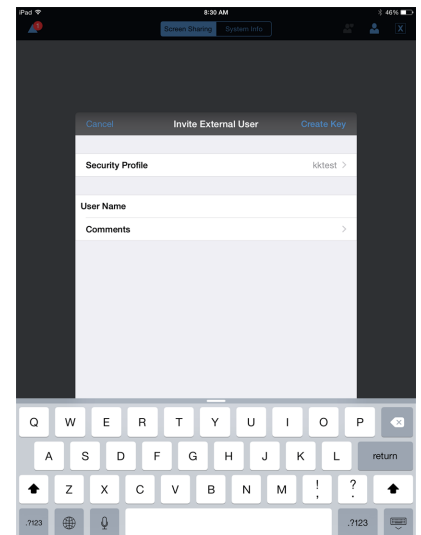 iPad 8:30 AM 46%
1 Screen Sharing System Info X
Cancel Invite External User Create Key
Security Profile kktest >
User Name
Comments >
Q W E R T Y U I O P
A S D F G H J K L return
Z X C V B N M ! , ? .
.?123 .?123